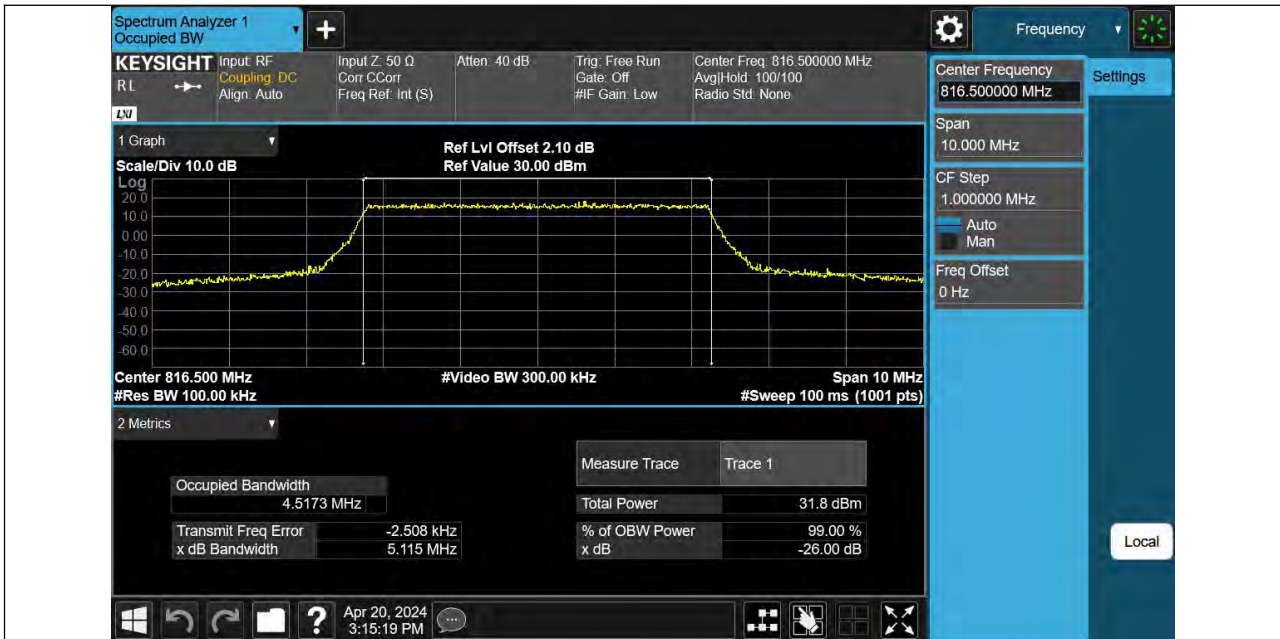 Spectrum Analyzer 1
Occupied BW
+
Frequency
KEYSIGHT
R L
LXI
Input: RF
Coupling: DC
Align: Auto
Input Z: 50 Ω
Corr CCorr
Freq Ref: Int (S)
Atten: 40 dB
Trig: Free Run
Gate: Off
#IF Gain: Low
Center Freq: 816.500000 MHz
Avg|Hold: 100/100
Radio Std: None
Center Frequency
816.500000 MHz
Settings
Span
10.000 MHz
CF Step
1.000000 MHz
Auto
Man
Freq Offset
0 Hz
1 Graph
Scale/Div 10.0 dB
Ref Lvl Offset 2.10 dB
Ref Value 30.00 dBm
Log
20.0
10.0
0.00
-10.0
-20.0
-30.0
-40.0
-50.0
-60.0
Center 816.500 MHz
#Video BW 300.00 kHz
Span 10 MHz
#Res BW 100.00 kHz
#Sweep 100 ms (1001 pts)
2 Metrics
Measure Trace Trace 1
Occupied Bandwidth
4.5173 MHz
Total Power 31.8 dBm
Transmit Freq Error -2.508 kHz
% of OBW Power 99.00 %
x dB Bandwidth 5.115 MHz
x dB -26.00 dB
Local
?
Apr 20, 2024
3:15:19 PM